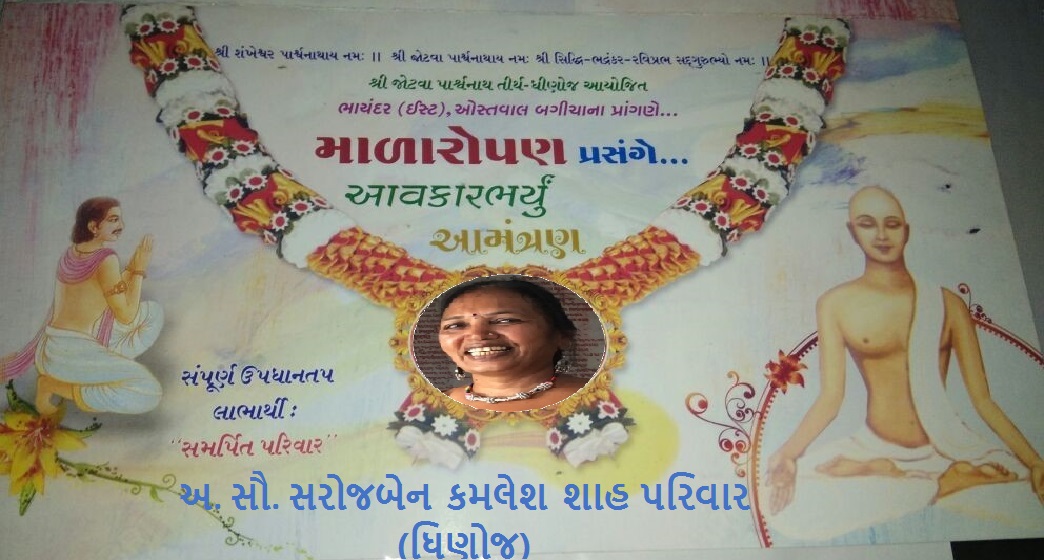 શ્રી શંખેશ્વર પાર્શ્વનાથાય નમઃ ।। શ્રી જોટવા પાર્શ્વનાથાય નમઃ શ્રી સિદ્ધિ-ભદ્રંકર-રવિપ્રભ સદ્‌ગુરુભ્યો નમઃ ।।
શ્રી જોટવા પાર્શ્વનાથ તીર્થ-ધીણોજ આયોજિત
ભાયંદર (ઈસ્ટ), ઓસ્તવાલ બગીચાના પ્રાંગણે...
માળારોપણ પ્રસંગે...
આવકારભર્યું
આમંત્રણ
સંપૂર્ણ ઉપધાનતપ
લાભાર્થી :
"સમર્પિત પરિવાર"
અ. સૌ. સરોજબેન કમલેશ શાહ પરિવાર
(ધિણોજ)